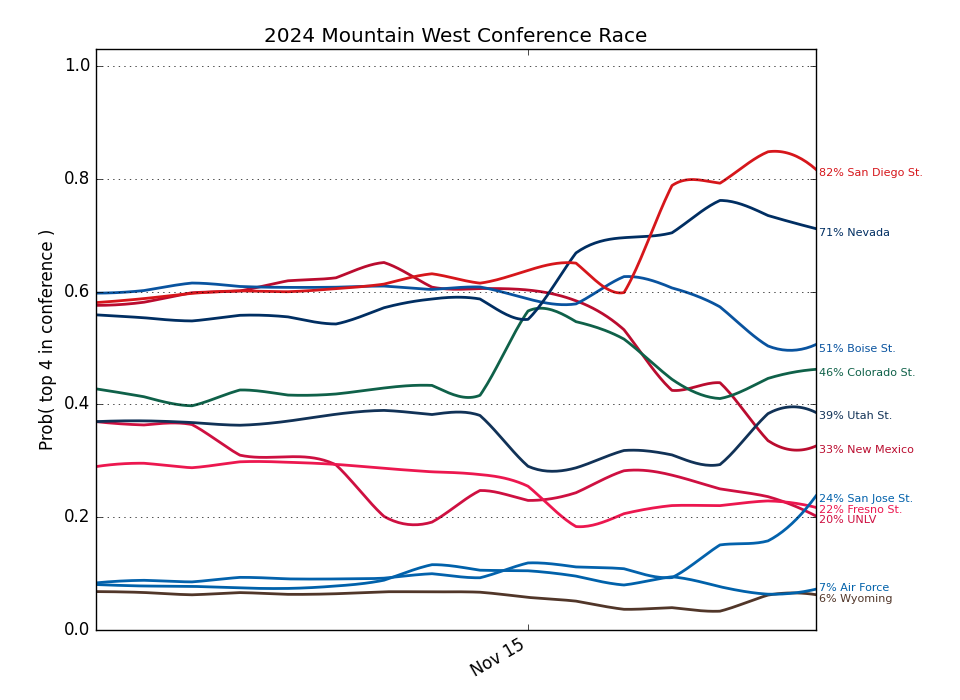 2024 Mountain West Conference Race
1.0
0.8
0.6
0.4
0.2
0.0
Prob( top 4 in conference )
Nov 15
82% San Diego St.
71% Nevada
51% Boise St.
46% Colorado St.
39% Utah St.
33% New Mexico
24% San Jose St.
22% Fresno St.
20% UNLV
7% Air Force
6% Wyoming